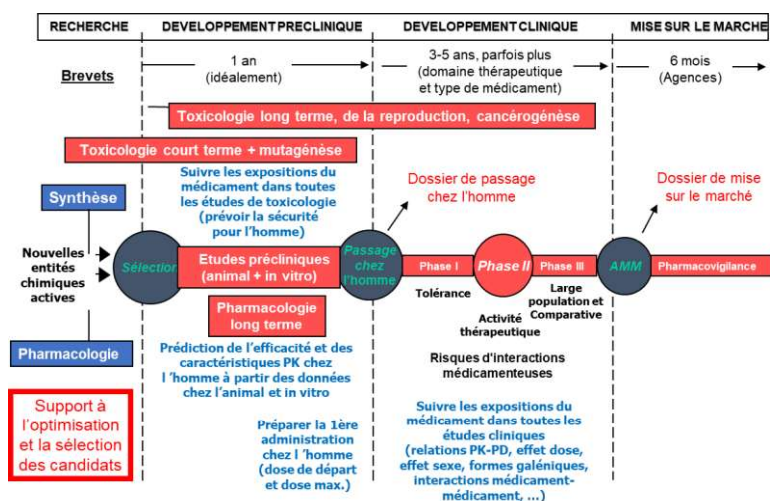 RECHERCHE
DEVELOPPEMENT PRECLINIQUE
DEVELOPPEMENT CLINIQUE
MISE SUR LE MARCHE
Brevets
1 an
(idéalement)
3-5 ans, parfois plus
(domaine thérapeutique
et type de médicament)
6 mois
(Agences)
Toxicologie long terme, de la reproduction, cancérogénèse
Toxicologie court terme + mutagénèse
Suivre les expositions du
médicament dans toutes
les études de toxicologie
(prévoir la sécurité
pour l'homme)
Dossier de passage
chez l'homme
Dossier de mise
sur le marché
Synthèse
Nouvelles
entités
chimiques
actives
Pharmacologie
Sélection
Etudes précliniques
(animal + in vitro)
Passage
chez
l'homme
Phase I
Phase II
Phase III
AMM
Pharmacovigilance
Tolérance
Activité
thérapeutique
Large
population et
Comparative
Pharmacologie
long terme
Prédiction de l'efficacité et des
caractéristiques PK chez
l 'homme à partir des données
chez l'animal et in vitro
Risques d'interactions
médicamenteuses
Support à
l'optimisation
et la sélection
des candidats
Préparer la 1ère
administration
chez l 'homme
(dose de départ
et dose max.)
Suivre les expositions du
médicament dans toutes les
études cliniques
(relations PK-PD, effet dose,
effet sexe, formes galéniques,
interactions médicament-
médicament, ...)